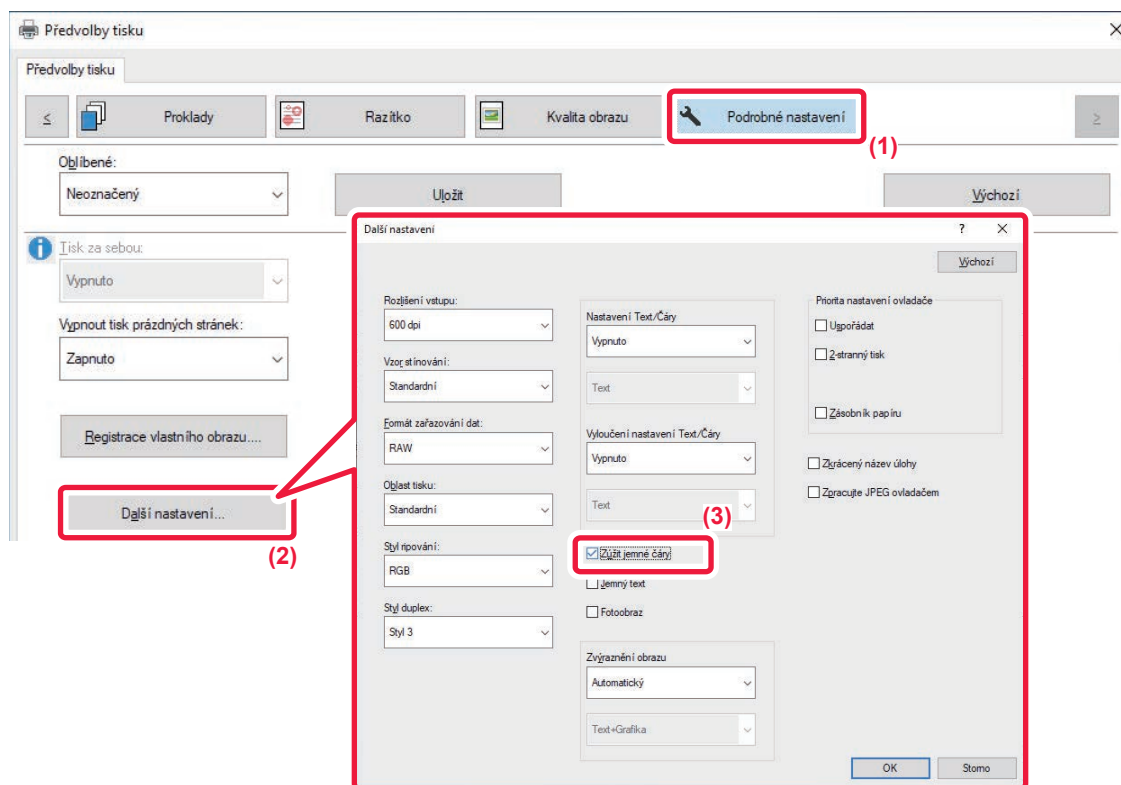 Předvolby tisku
Předvolby tisku
<
Proklady
Razítko
Kvalita obrazu
Podrobné nastavení
>
(1)
Oblíbené:
Neoznačený
Uložit
Výchozí
Tisk za sebou:
Vypnuto
Vypnout tisk prázdných stránek:
Zapnuto
Registrace vlastního obrazu....
Další nastavení...
(2)
Další nastavení
?
Výchozí
Rozlišení vstupu:
600 dpi
Vzor stínování:
Standardní
Formát zařazování dat:
RAW
Oblast tisku:
Standardní
Styl ripování:
RGB
Styl duplex:
Styl 3
Nastavení Text/Čáry
Vypnuto
Text
Vyloučení nastavení Text/Čáry
Vypnuto
Text
(3)
Zúžit jemné čáry
Jemný text
Fotoobraz
Zvýraznění obrazu
Automatický
Text+Grafika
Priorita nastavení ovladače
Uspořádat
2-stranný tisk
Zásobník papíru
Zkrácený název úlohy
Zpracujte JPEG ovladačem
OK
Storno